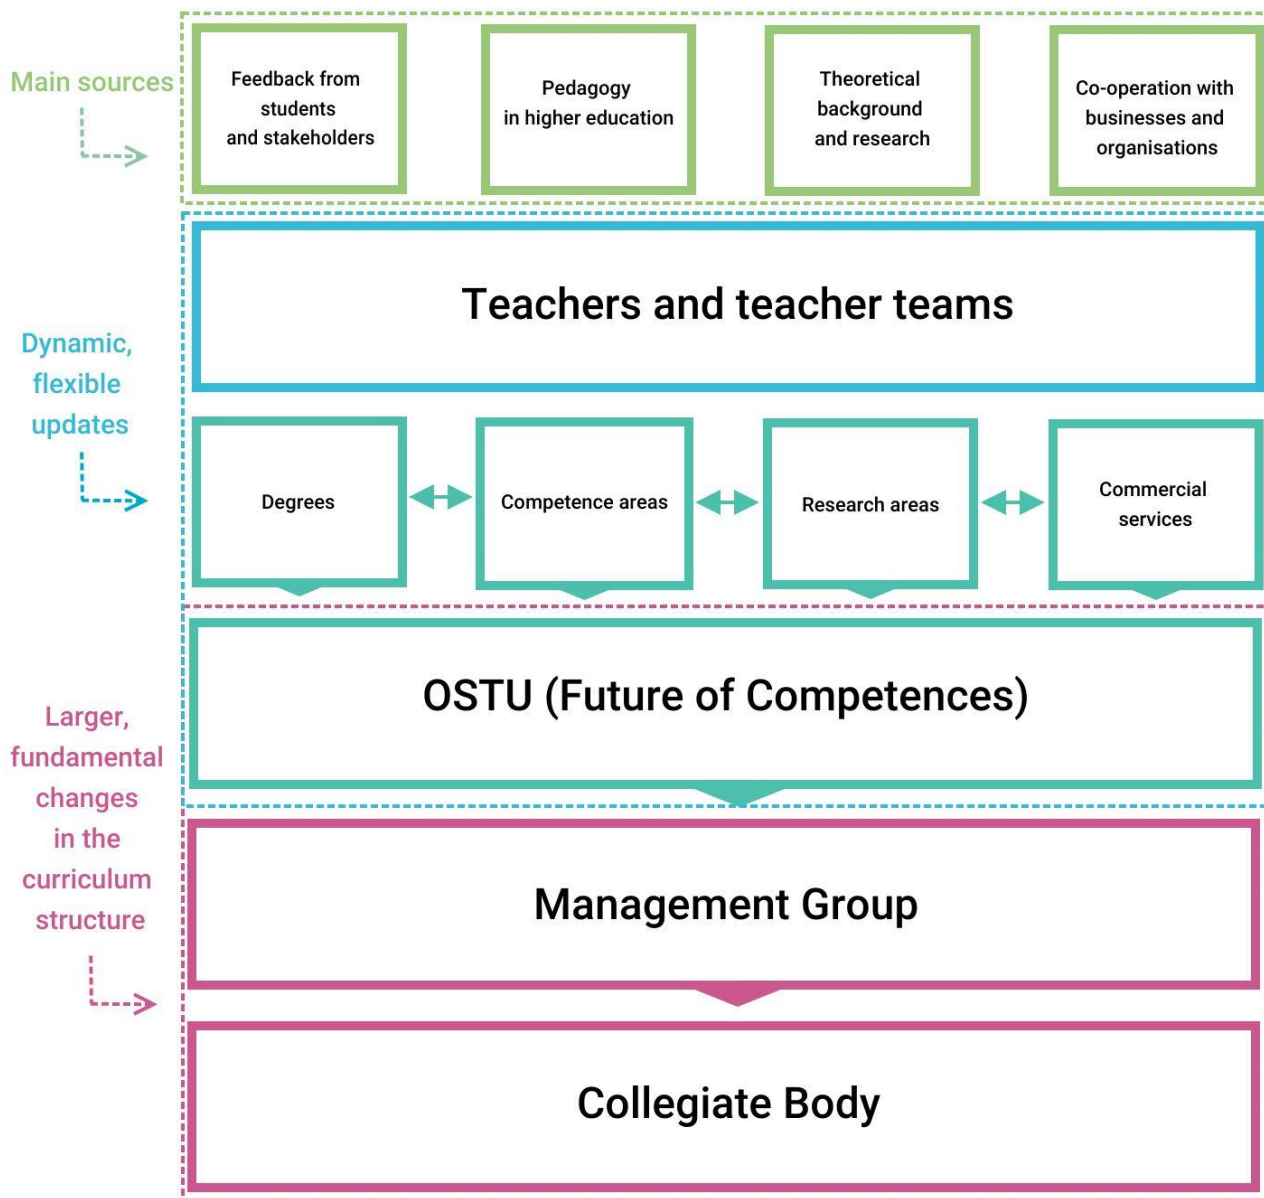 Main sources
Feedback from
students
and stakeholders
Pedagogy
in higher education
Theoretical
background
and research
Co-operation with
businesses and
organisations
Dynamic,
flexible
updates
Teachers and teacher teams
Degrees
Competence areas
Research areas
Commercial
services
Larger,
fundamental
changes
in the
curriculum
structure
OSTU (Future of Competences)
Management Group
Collegiate Body